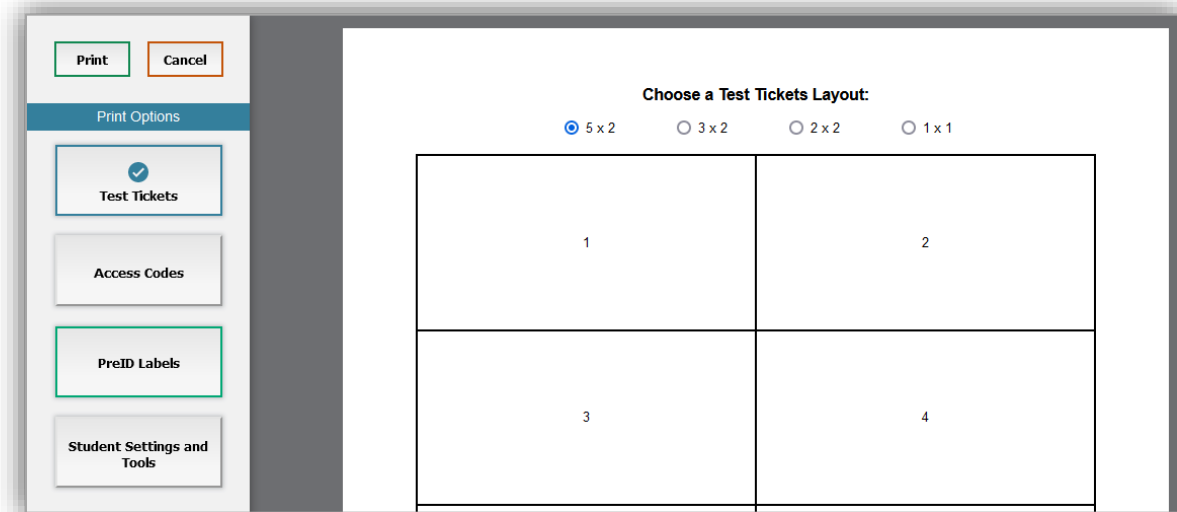 Print Cancel
Print Options
Test Tickets
Access Codes
PreID Labels
Student Settings and
Tools
Choose a Test Tickets Layout:
5 x 2 3 x 2 2 x 2 1 x 1
1 2
3 4